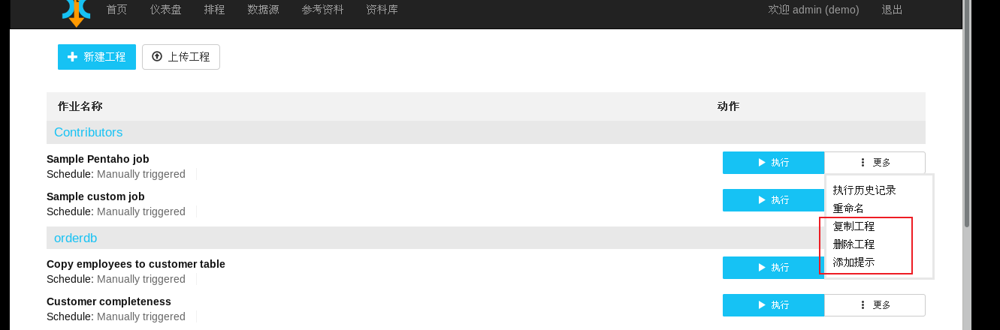 首页 仪表盘 排程 数据源 参考资料 资料库 欢迎 admin (demo) 退出
新建工程 上传工程
作业名称 动作
Contributors
Sample Pentaho job
Schedule: Manually triggered
执行 更多
执行历史记录
重命名
复制工程
删除工程
添加提示
Sample custom job
Schedule: Manually triggered
执行
orderdb
Copy employees to customer table
Schedule: Manually triggered
执行
Customer completeness
Schedule: Manually triggered
执行 更多